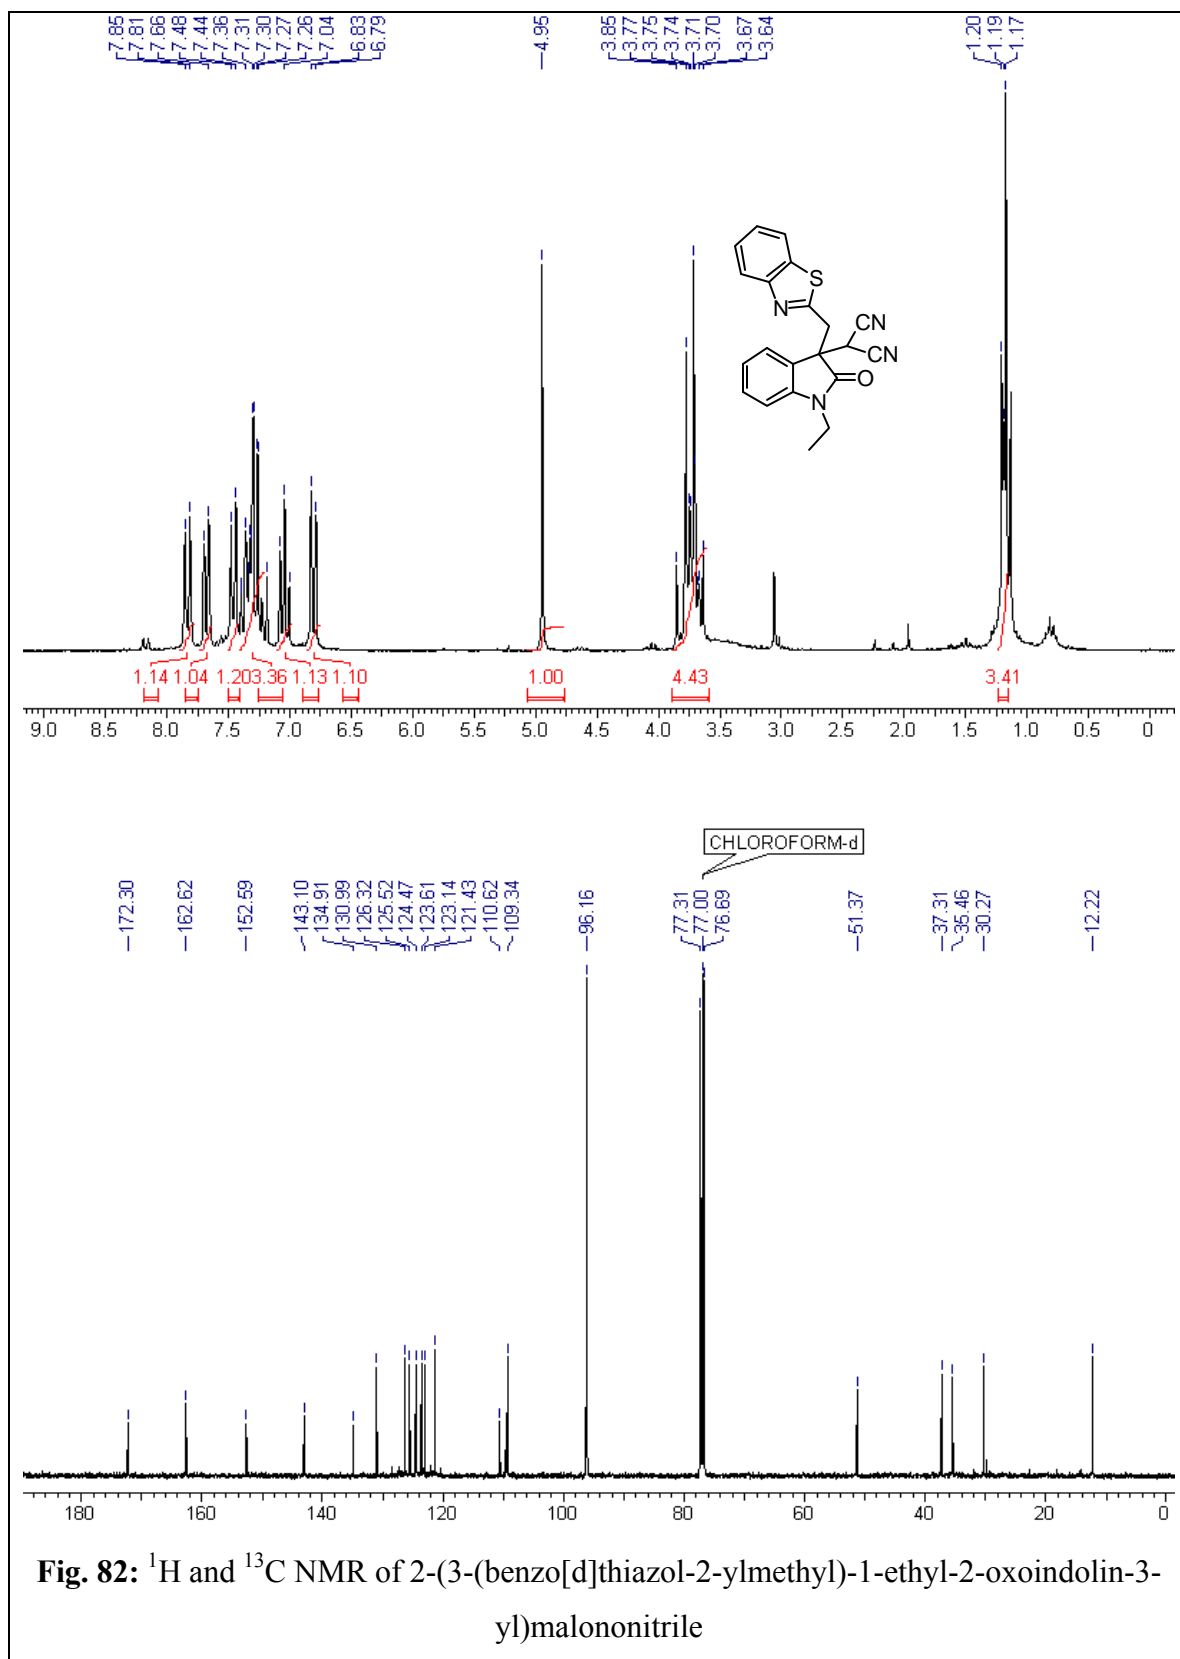 7.85 7.81 7.66 7.48 7.44 7.36 7.31 7.30 7.27 7.26 7.04 6.83 6.79 4.95 3.85 3.77 3.75 3.74 3.71 3.70 3.67 3.64 1.20 1.19 1.17
S
N
CN
CN
O
N
1.14 1.04 1.20 3.36 1.13 1.10 1.00 4.43 3.41
9.0 8.5 8.0 7.5 7.0 6.5 6.0 5.5 5.0 4.5 4.0 3.5 3.0 2.5 2.0 1.5 1.0 0.5 0
CHLOROFORM-d
172.30 162.62 152.59 143.10 134.91 130.99 126.32 125.52 124.47 123.61 123.14 121.43 110.62 109.34 96.16 77.31 77.00 76.69 51.37 37.31 35.46 30.27 12.22
180 160 140 120 100 80 60 40 20 0
Fig. 82: ¹H and ¹³C NMR of 2-(3-(benzo[d]thiazol-2-ylmethyl)-1-ethyl-2-oxoindolin-3-
yl)malononitrile